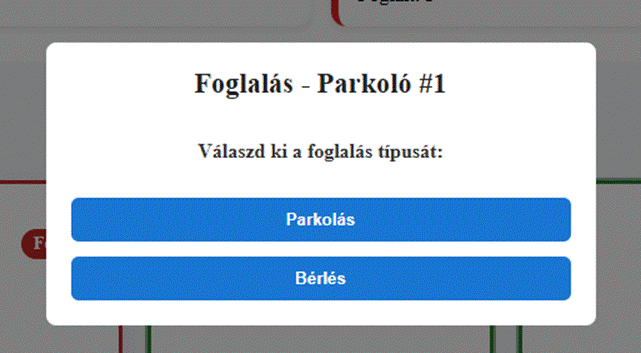 Foglalás - Parkoló #1
Válaszd ki a foglalás típusát:
Parkolás
Bérlés